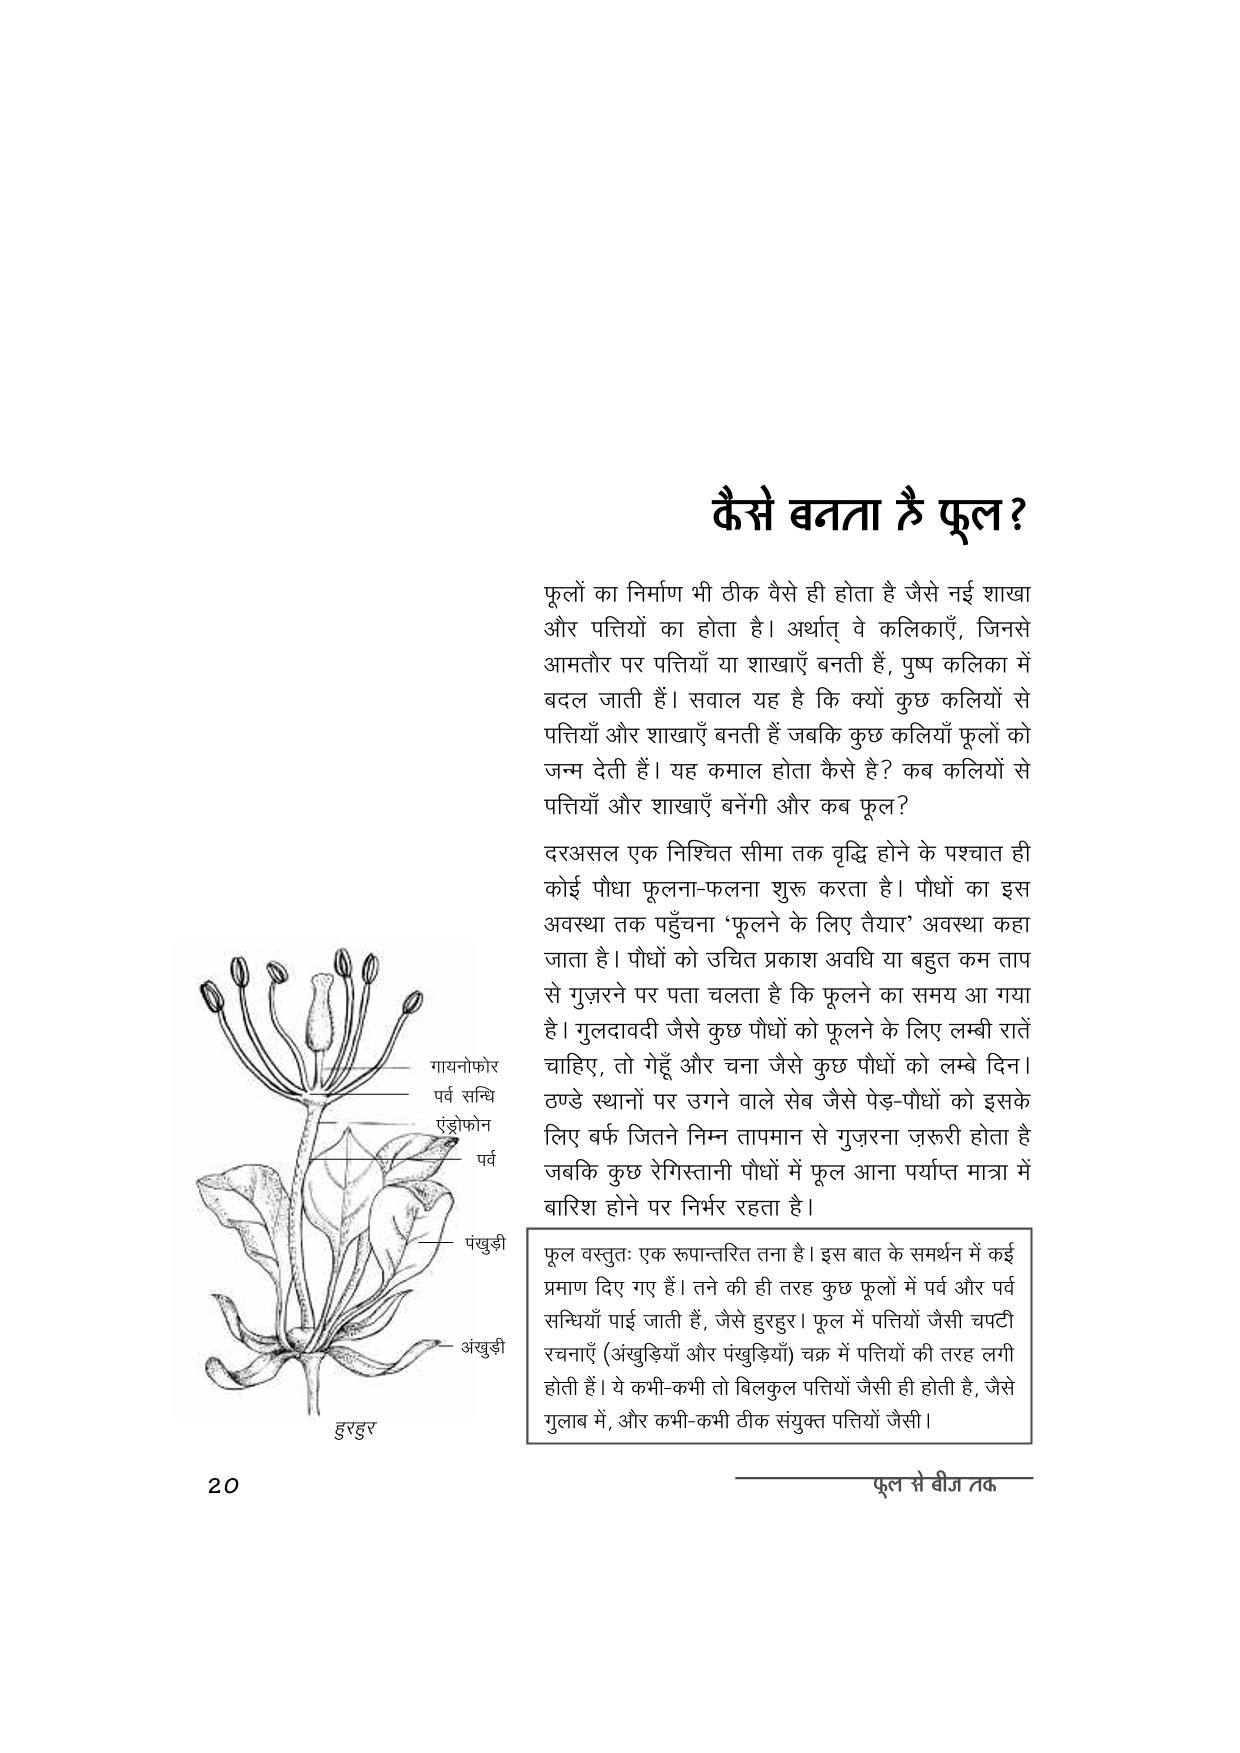 कैसे बनता है फूल?
फूलों का निर्माण भी ठीक वैसे ही होता है जैसे नई शाखा
और पत्तियों का होता है। अर्थात् वे कलिकाएँ, जिनसे
आमतौर पर पत्तियाँ या शाखाएँ बनती हैं, पुष्प कलिका में
बदल जाती हैं। सवाल यह है कि क्यों कुछ कलियों से
पत्तियाँ और शाखाएँ बनती हैं जबकि कुछ कलियाँ फूलों को
जन्म देती हैं। यह कमाल होता कैसे है? कब कलियों से
पत्तियाँ और शाखाएँ बनेंगी और कब फूल?
दरअसल एक निश्चित सीमा तक वृद्धि होने के पश्चात ही
कोई पौधा फूलना-फलना शुरू करता है। पौधों का इस
अवस्था तक पहुँचना ‘फूलने के लिए तैयार’ अवस्था कहा
जाता है। पौधों को उचित प्रकाश अवधि या बहुत कम ताप
से गुज़रने पर पता चलता है कि फूलने का समय आ गया
है। गुलदावदी जैसे कुछ पौधों को फूलने के लिए लम्बी रातें
चाहिए, तो गेहूँ और चना जैसे कुछ पौधों को लम्बे दिन।
ठण्डे स्थानों पर उगने वाले सेब जैसे पेड़-पौधों को इसके
लिए बर्फ जितने निम्न तापमान से गुज़रना ज़रूरी होता है
जबकि कुछ रेगिस्तानी पौधों में फूल आना पर्याप्त मात्रा में
बारिश होने पर निर्भर रहता है।
गायनोफोर
पर्व सन्धि
एंड्रोफोन
पर्व
पंखुड़ी
अंखुड़ी
हुरहुर
फूल वस्तुतः एक रूपान्तरित तना है। इस बात के समर्थन में कई
प्रमाण दिए गए हैं। तने की ही तरह कुछ फूलों में पर्व और पर्व
सन्धियाँ पाई जाती हैं, जैसे हुरहुर। फूल में पत्तियों जैसी चपटी
रचनाएँ (अंखुड़ियाँ और पंखुड़ियाँ) चक्र में पत्तियों की तरह लगी
होती हैं। ये कभी-कभी तो बिलकुल पत्तियों जैसी ही होती है, जैसे
गुलाब में, और कभी-कभी ठीक संयुक्त पत्तियों जैसी।
20
फूल से बीज तक